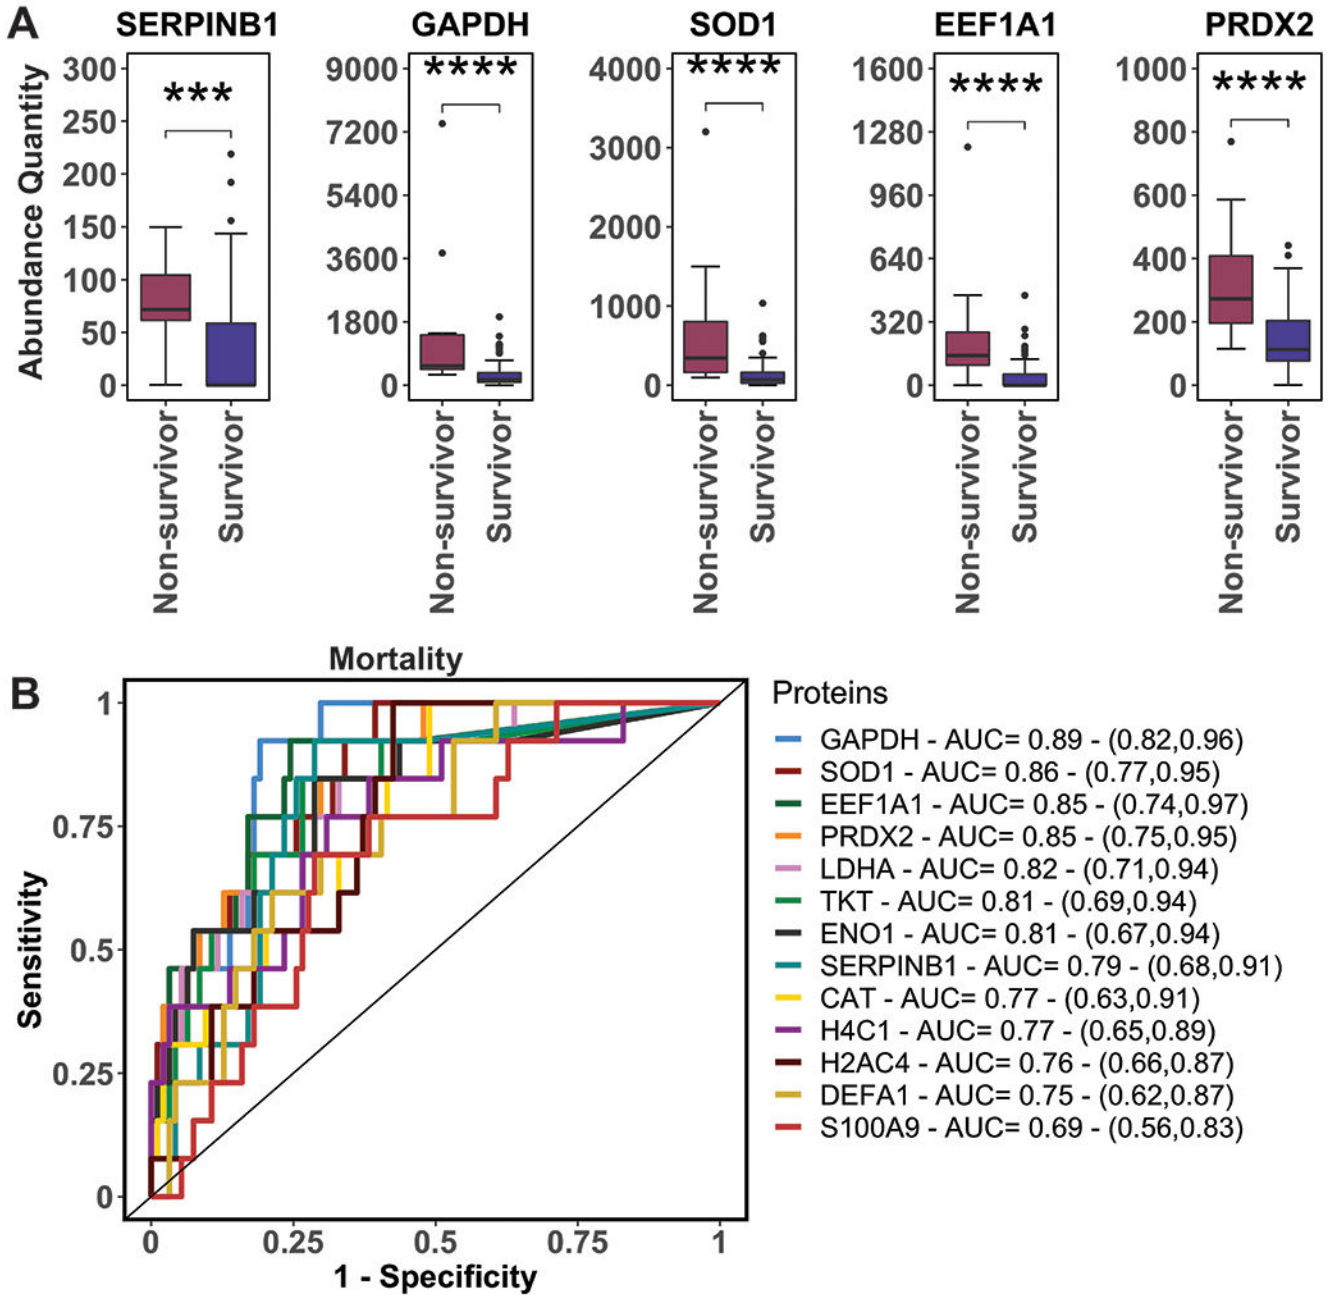 A
SERPINB1
GAPDH
SOD1
EEF1A1
PRDX2
Abundance Quantity
300
250
200
150
100
50
0
***
Non-survivor
Survivor
9000
7200
5400
3600
1800
0
****
Non-survivor
Survivor
4000
3000
2000
1000
0
****
Non-survivor
Survivor
1600
1280
960
640
320
0
****
Non-survivor
Survivor
1000
800
600
400
200
0
****
Non-survivor
Survivor
B
Mortality
Sensitivity
1
0.75
0.5
0.25
0
0
0.25
0.5
0.75
1
1 - Specificity
Proteins
GAPDH - AUC= 0.89 - (0.82,0.96)
SOD1 - AUC= 0.86 - (0.77,0.95)
EEF1A1 - AUC= 0.85 - (0.74,0.97)
PRDX2 - AUC= 0.85 - (0.75,0.95)
LDHA - AUC= 0.82 - (0.71,0.94)
TKT - AUC= 0.81 - (0.69,0.94)
ENO1 - AUC= 0.81 - (0.67,0.94)
SERPINB1 - AUC= 0.79 - (0.68,0.91)
CAT - AUC= 0.77 - (0.63,0.91)
H4C1 - AUC= 0.77 - (0.65,0.89)
H2AC4 - AUC= 0.76 - (0.66,0.87)
DEFA1 - AUC= 0.75 - (0.62,0.87)
S100A9 - AUC= 0.69 - (0.56,0.83)